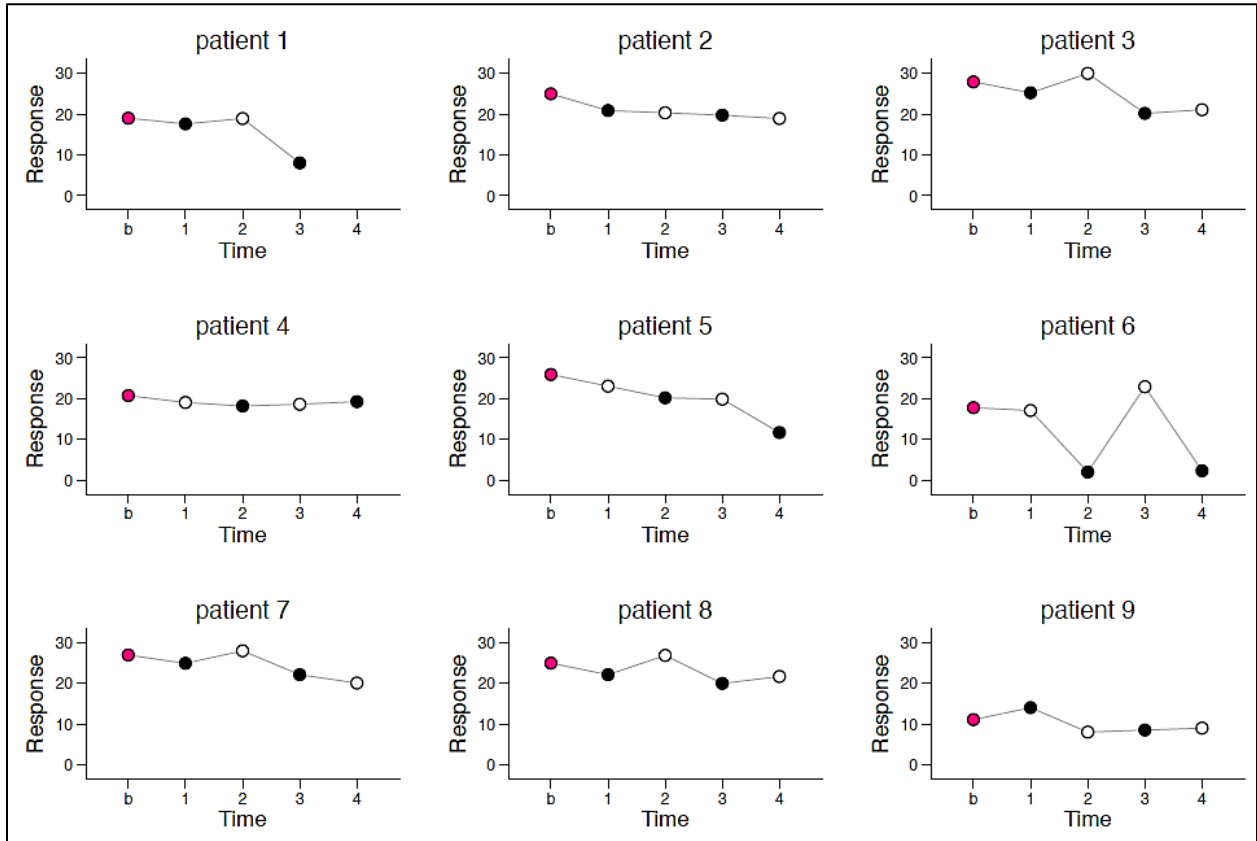 patient 1
Response
30
20
10
0
b 1 2 3 4
Time
patient 2
Response
30
20
10
0
b 1 2 3 4
Time
patient 3
Response
30
20
10
0
b 1 2 3 4
Time
patient 4
Response
30
20
10
0
b 1 2 3 4
Time
patient 5
Response
30
20
10
0
b 1 2 3 4
Time
patient 6
Response
30
20
10
0
b 1 2 3 4
Time
patient 7
Response
30
20
10
0
b 1 2 3 4
Time
patient 8
Response
30
20
10
0
b 1 2 3 4
Time
patient 9
Response
30
20
10
0
b 1 2 3 4
Time